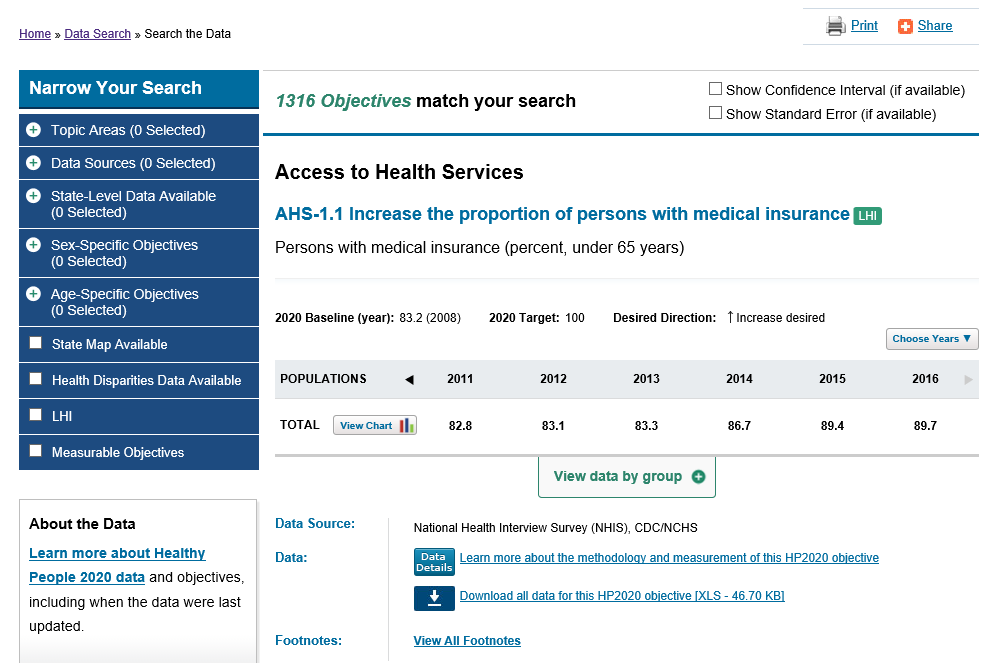 Home » Data Search » Search the Data
Print Share
Narrow Your Search
Topic Areas (0 Selected)
Data Sources (0 Selected)
State-Level Data Available
(0 Selected)
Sex-Specific Objectives
(0 Selected)
Age-Specific Objectives
(0 Selected)
State Map Available
Health Disparities Data Available
LHI
Measurable Objectives
About the Data
Learn more about Healthy
People 2020 data and objectives,
including when the data were last
updated.
1316 Objectives match your search
Show Confidence Interval (if available)
Show Standard Error (if available)
Access to Health Services
AHS-1.1 Increase the proportion of persons with medical insurance LHI
Persons with medical insurance (percent, under 65 years)
2020 Baseline (year): 83.2 (2008) 2020 Target: 100 Desired Direction: ↑ Increase desired
Choose Years ▼
POPULATIONS ◀ 2011 2012 2013 2014 2015 2016 ▶
TOTAL View Chart 82.8 83.1 83.3 86.7 89.4 89.7
View data by group
Data Source: National Health Interview Survey (NHIS), CDC/NCHS
Data: Data Details Learn more about the methodology and measurement of this HP2020 objective
Download all data for this HP2020 objective [XLS - 46.70 KB]
Footnotes: View All Footnotes